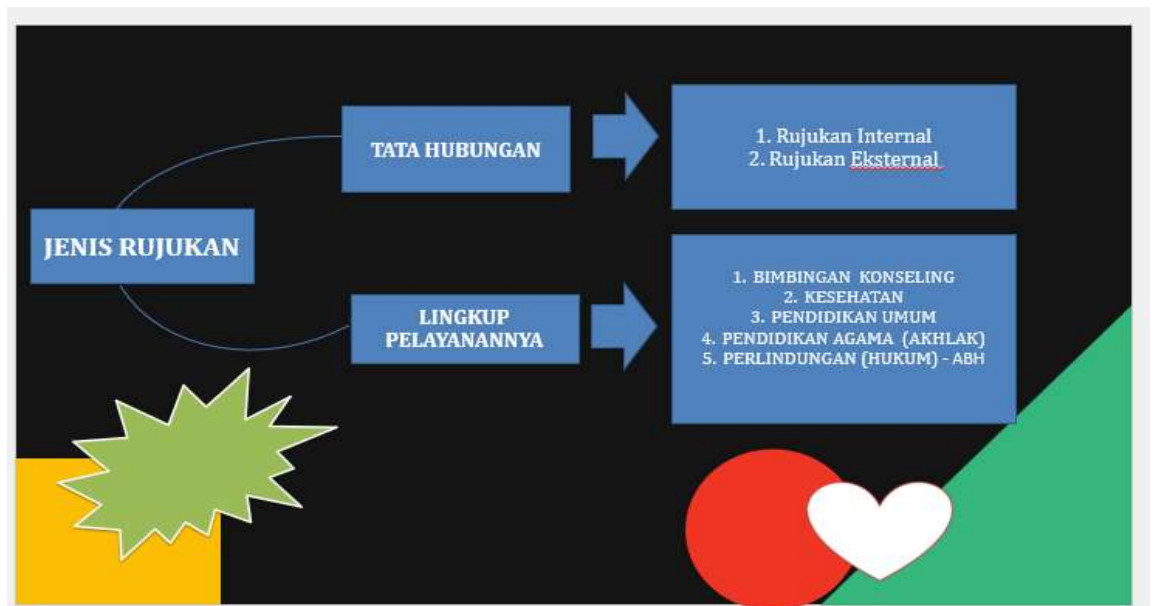 JENIS RUJUKAN
TATA HUBUNGAN
1. Rujukan Internal
2. Rujukan Eksternal
LINGKUP
PELAYANANNYA
1. BIMBINGAN KONSELING
2. KESEHATAN
3. PENDIDIKAN UMUM
4. PENDIDIKAN AGAMA (AKHLAK)
5. PERLINDUNGAN (HUKUM) - ABH